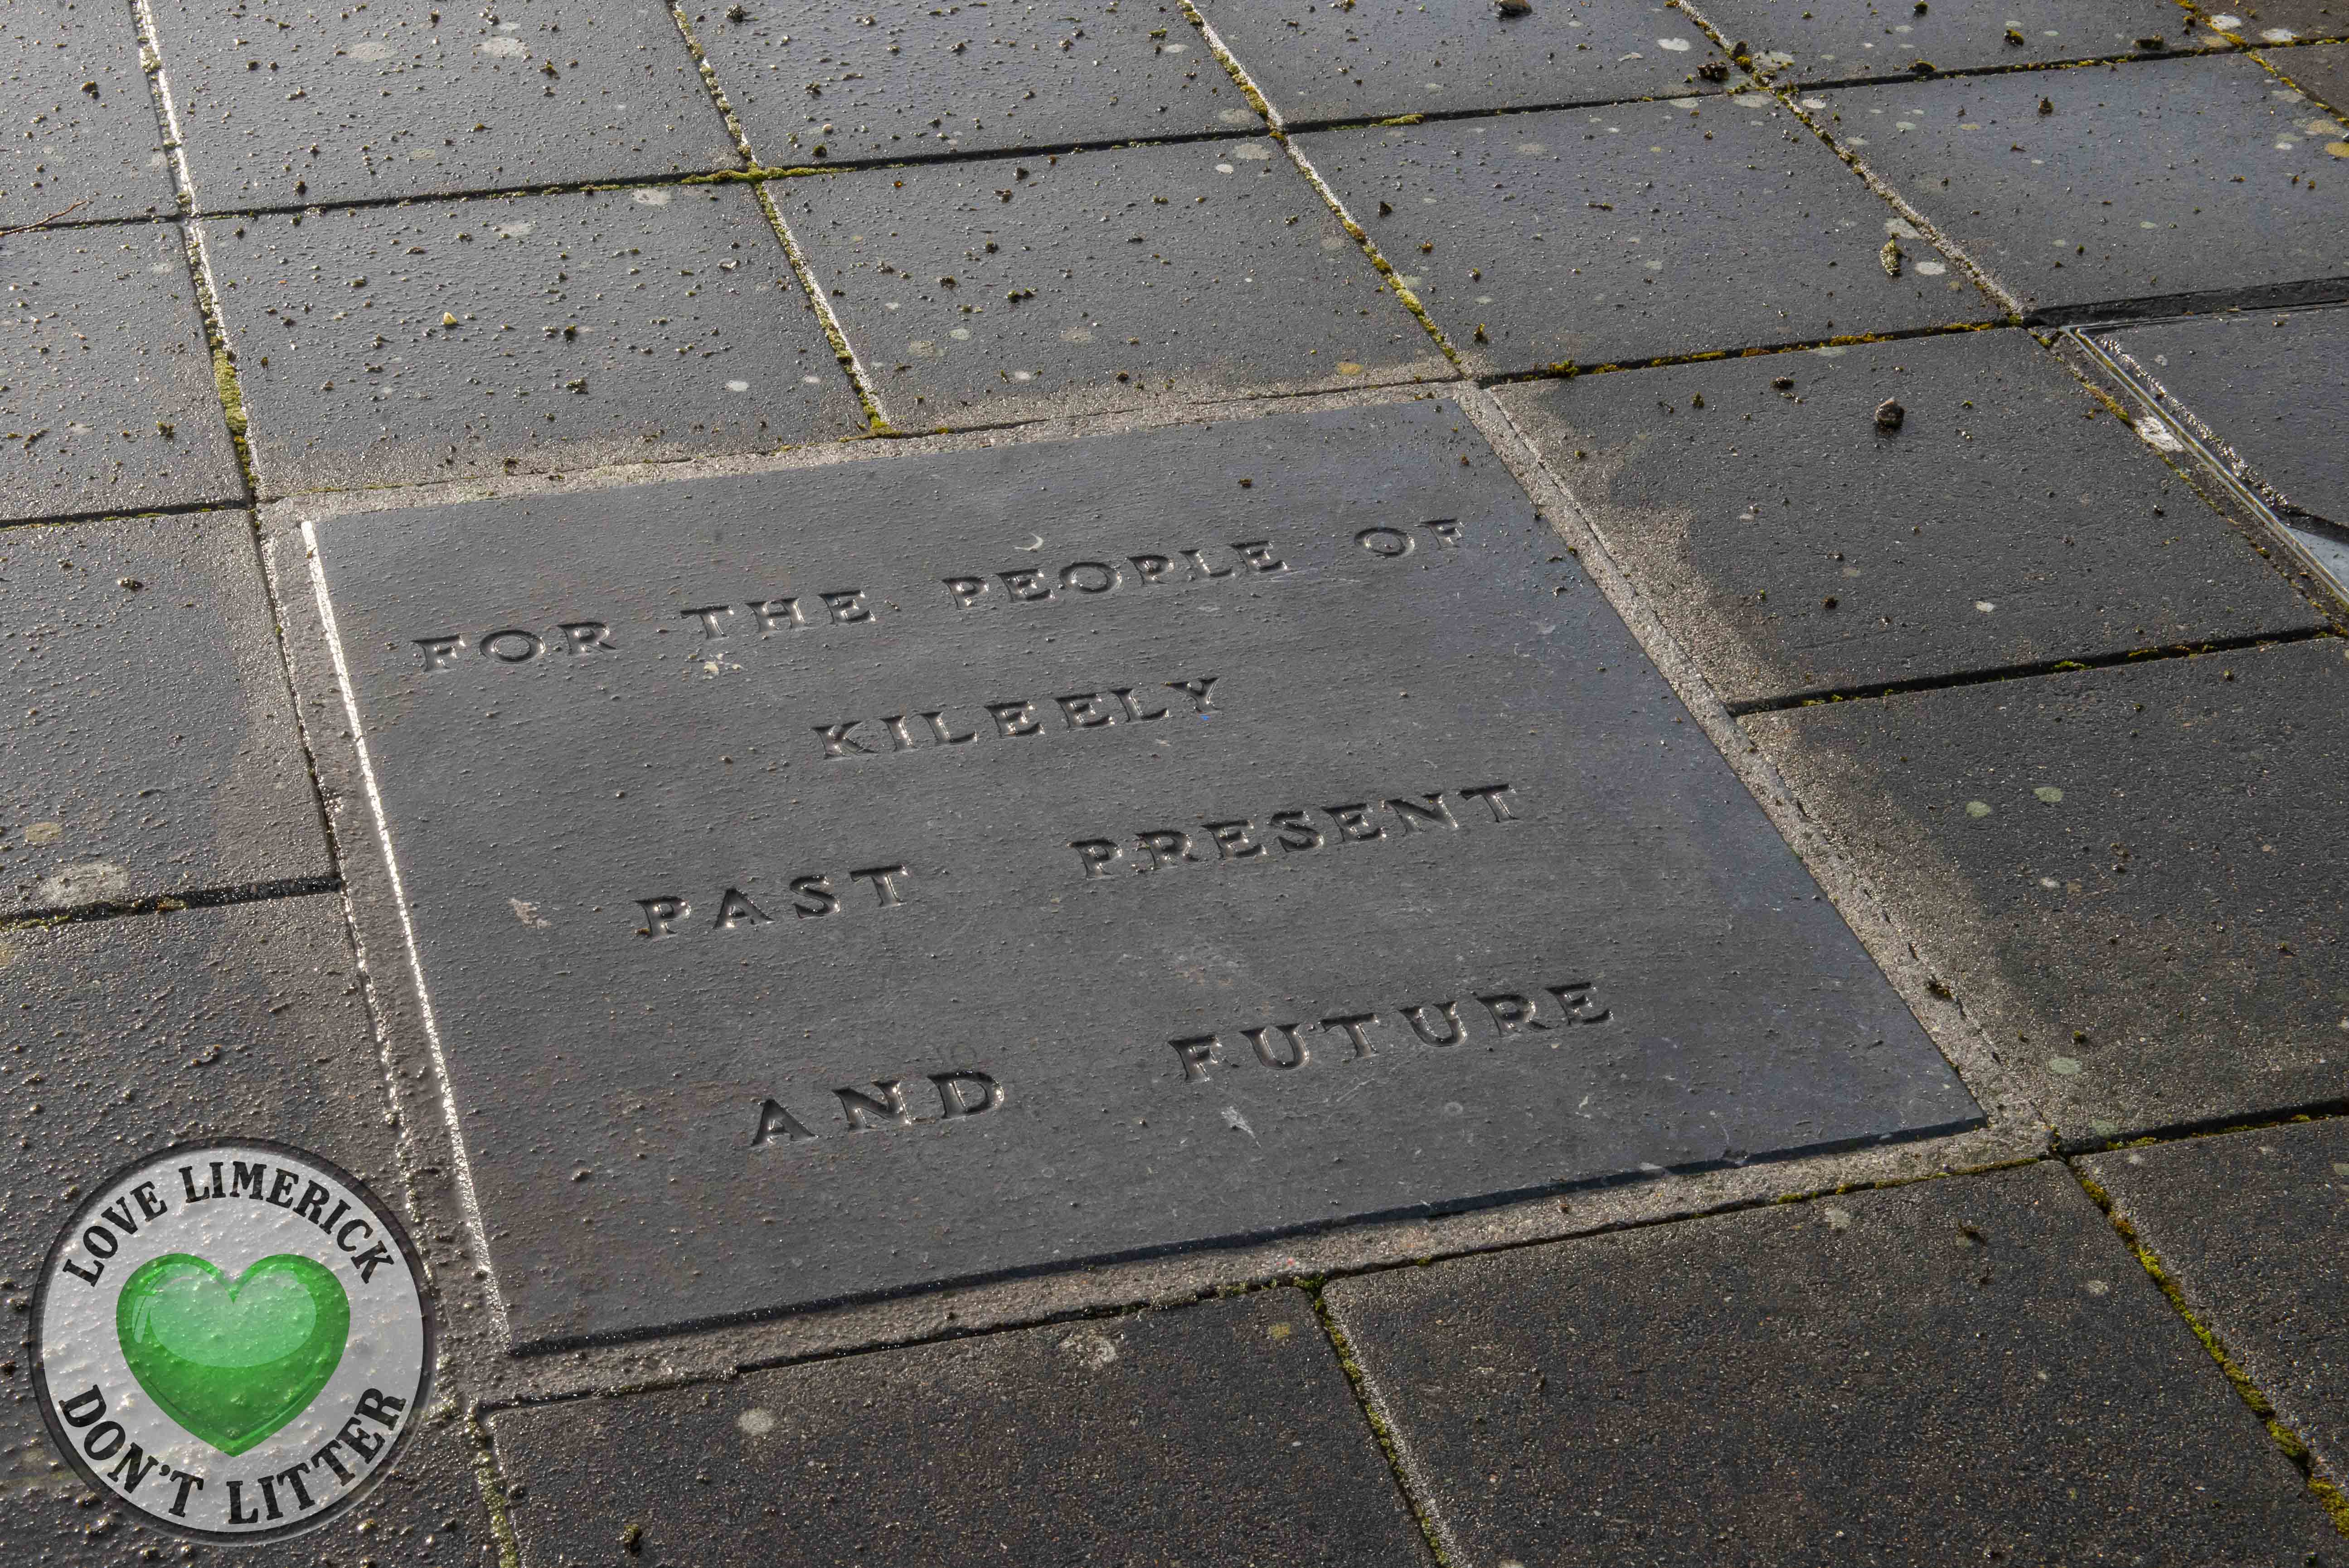 FOR THE PEOPLE OF
KILEELY
PAST PRESENT
AND FUTURE
LOVE LIMERICK
DON'T LITTER